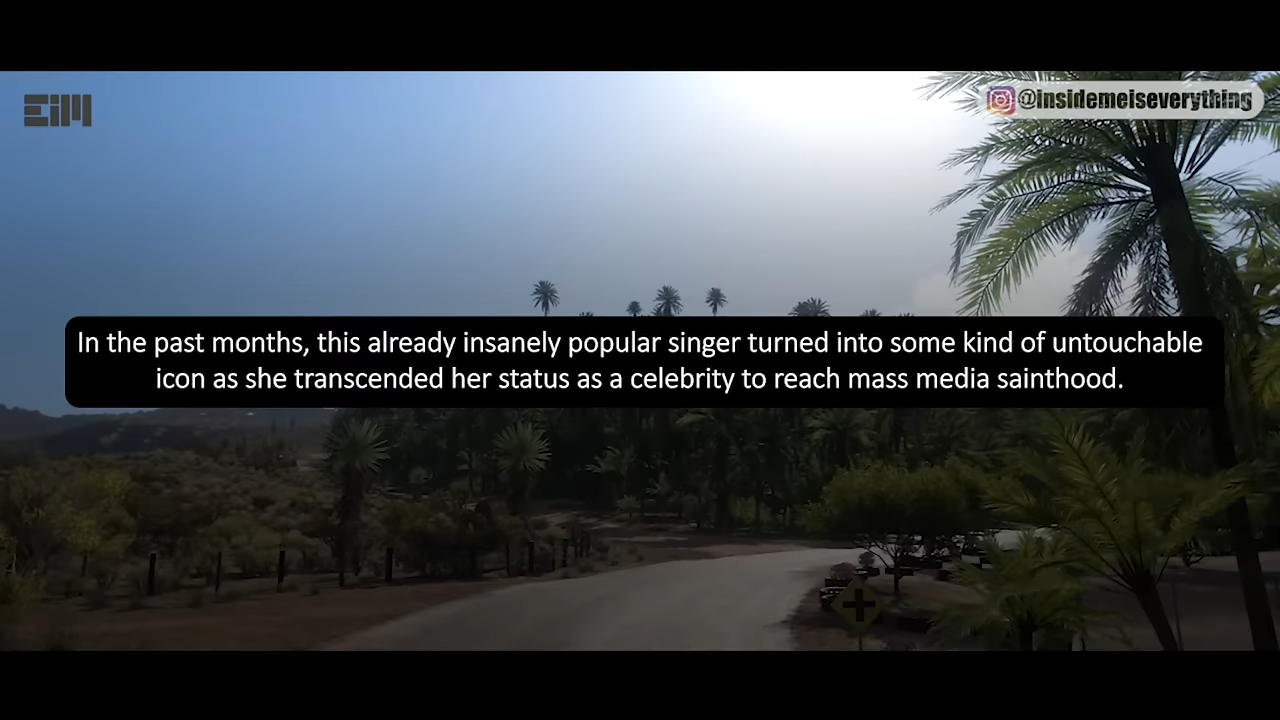 EiM
@insidemeiseverything
In the past months, this already insanely popular singer turned into some kind of untouchable
icon as she transcended her status as a celebrity to reach mass media sainthood.